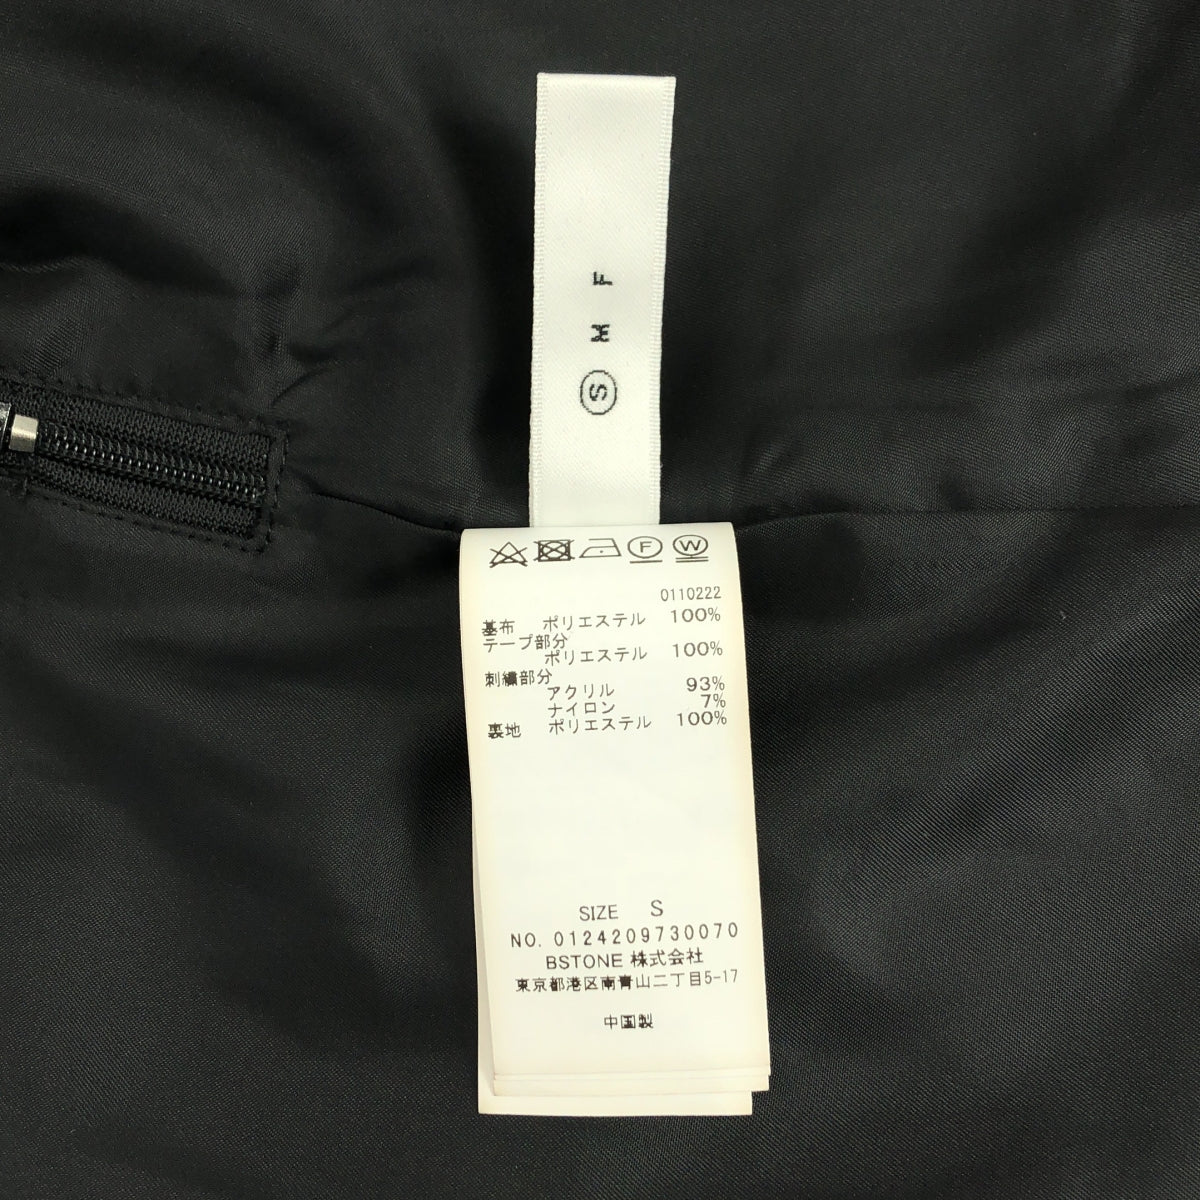 F
M
S
F W
0110222
基布 ポリエステル 100%
テープ部分
ポリエステル 100%
刺繍部分
アクリル 93%
ナイロン 7%
裏地 ポリエステル 100%
SIZE S
NO. 0124209730070
BSTONE 株式会社
東京都港区南青山二丁目5-17
中国製